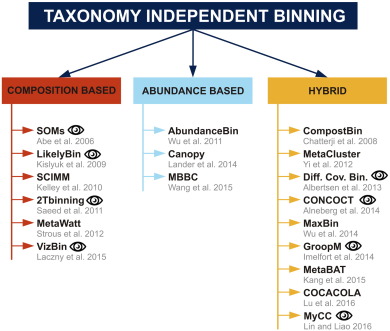 TAXONOMY INDEPENDENT BINNING
COMPOSITION BASED
SOMs
Abe et al. 2006
LikelyBin
Kislyuk et al. 2009
SCIMM
Kelley et al. 2010
2Tbinning
Saeed et al. 2011
MetaWatt
Strous et al. 2012
VizBin
Laczny et al. 2015
ABUNDANCE BASED
AbundanceBin
Wu et al. 2011
Canopy
Lander et al. 2014
MBBC
Wang et al. 2015
HYBRID
CompostBin
Chatterji et al. 2008
MetaCluster
Yi et al. 2012
Diff. Cov. Bin.
Albertsen et al. 2013
CONCOCT
Alneberg et al. 2014
MaxBin
Wu et al. 2014
GroopM
Imelfort et al. 2014
MetaBAT
Kang et al. 2015
COCACOLA
Lu et al. 2016
MyCC
Lin and Liao 2016